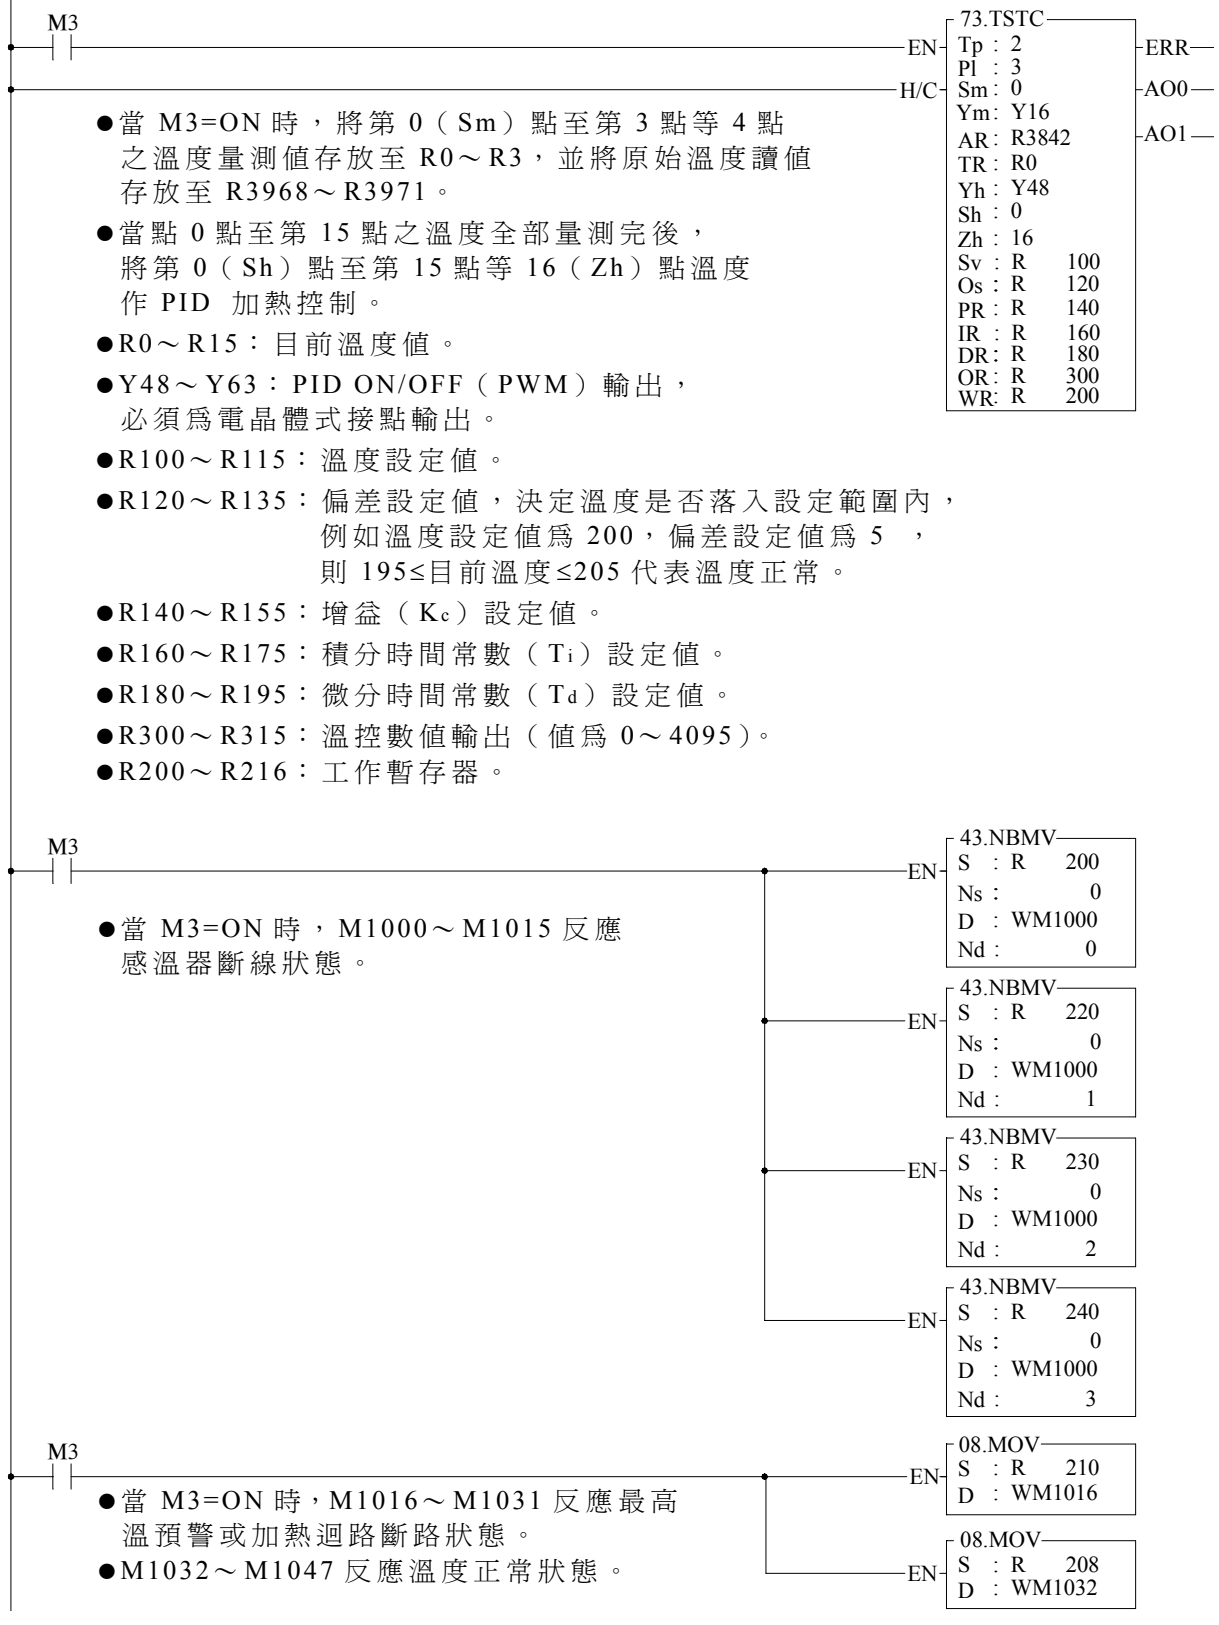 M3
73.TSTC
EN
Tp : 2
ERR
Pl : 3
H/C
Sm : 0
AO0
Ym : Y16
AR : R3842
AO1
TR : R0
Yh : Y48
Sh : 0
Zh : 16
Sv : R 100
Os : R 120
PR : R 140
IR : R 160
DR : R 180
OR : R 300
WR : R 200
●當 M3=ON 時，將第 0（Sm）點至第 3 點等 4 點
之溫度量測值存放至 R0～R3，並將原始溫度讀值
存放至 R3968～R3971。
●當點 0 點至第 15 點之溫度全部量測完後，
將第 0（Sh）點至第 15 點等 16（Zh）點溫度
作 PID 加熱控制。
●R0～R15：目前溫度值。
●Y48～Y63：PID ON/OFF（PWM）輸出，
必須爲電晶體式接點輸出。
●R100～R115：溫度設定值。
●R120～R135：偏差設定值，決定溫度是否落入設定範圍內，
例如溫度設定值爲 200，偏差設定值爲 5 ，
則 195≤目前溫度≤205 代表溫度正常。
●R140～R155：增益（Kc）設定值。
●R160～R175：積分時間常數（Ti）設定值。
●R180～R195：微分時間常數（Td）設定值。
●R300～R315：溫控數值輸出（值爲 0～4095）。
●R200～R216：工作暫存器。
M3
43.NBMV
EN
S : R 200
Ns : 0
D : WM1000
Nd : 0
●當 M3=ON 時，M1000～M1015 反應
感溫器斷線狀態。
43.NBMV
EN
S : R 220
Ns : 0
D : WM1000
Nd : 1
43.NBMV
EN
S : R 230
Ns : 0
D : WM1000
Nd : 2
43.NBMV
EN
S : R 240
Ns : 0
D : WM1000
Nd : 3
M3
08.MOV
EN
S : R 210
D : WM1016
●當 M3=ON 時，M1016～M1031 反應最高
溫預警或加熱迴路斷路狀態。
●M1032～M1047 反應溫度正常狀態。
08.MOV
EN
S : R 208
D : WM1032